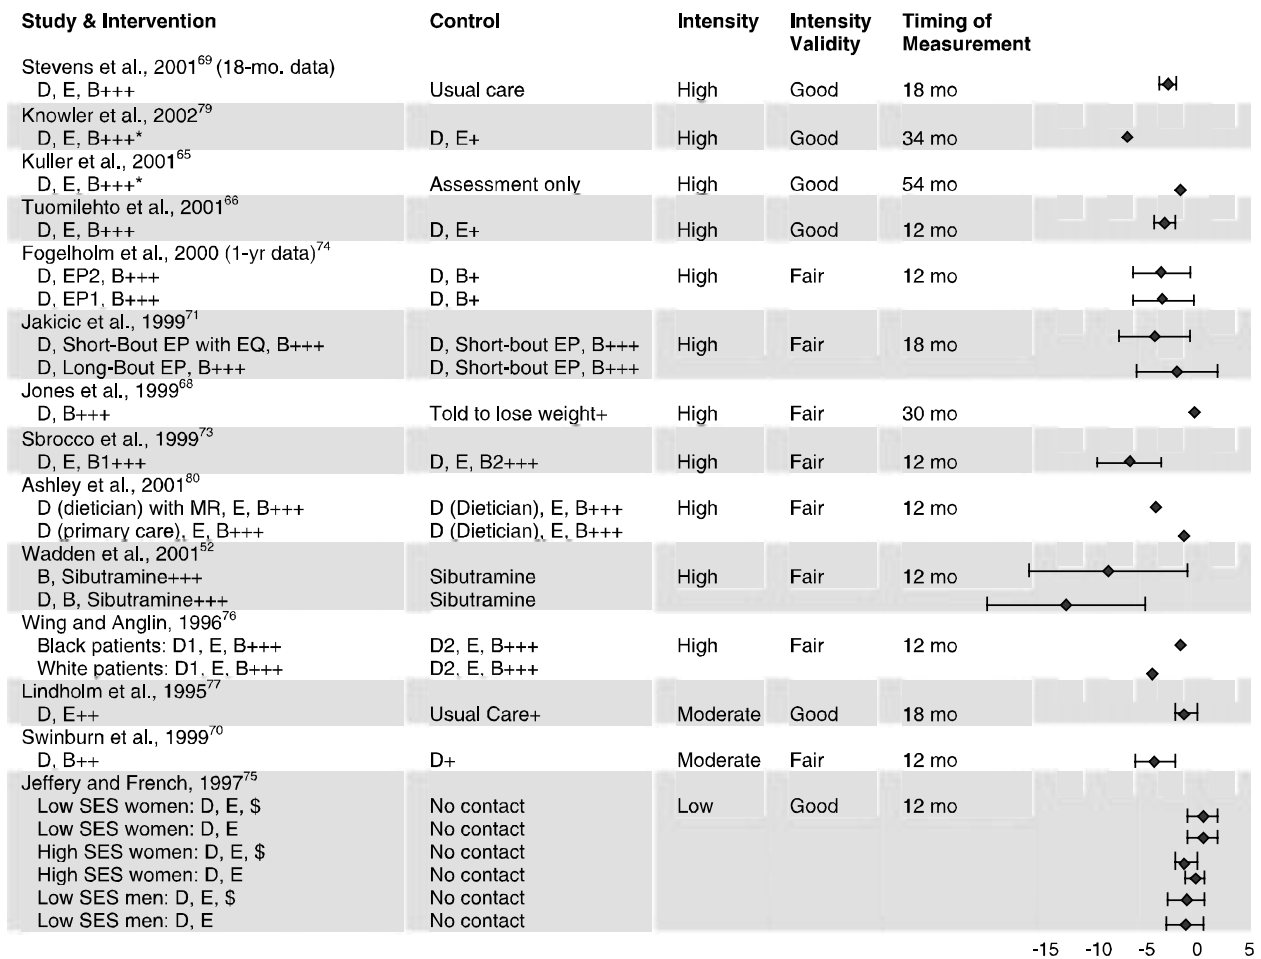 Study & Intervention Control Intensity Intensity Validity Timing of Measurement
Stevens et al., 2001⁶⁹ (18-mo. data)
D, E, B+++ Usual care High Good 18 mo
Knowler et al., 2002⁷⁹
D, E, B+++* D, E+ High Good 34 mo
Kuller et al., 2001⁶⁵
D, E, B+++* Assessment only High Good 54 mo
Tuomilehto et al., 2001⁶⁶
D, E, B+++ D, E+ High Good 12 mo
Fogelholm et al., 2000 (1-yr data)⁷⁴
D, EP2, B+++ D, B+ High Fair 12 mo
D, EP1, B+++ D, B+
Jakicic et al., 1999⁷¹
D, Short-Bout EP with EQ, B+++ D, Short-bout EP, B+++ High Fair 18 mo
D, Long-Bout EP, B+++ D, Short-bout EP, B+++
Jones et al., 1999⁶⁸
D, B+++ Told to lose weight+ High Fair 30 mo
Sbrocco et al., 1999⁷³
D, E, B1+++ D, E, B2+++ High Fair 12 mo
Ashley et al., 2001⁸⁰
D (dietician) with MR, E, B+++ D (Dietician), E, B+++ High Fair 12 mo
D (primary care), E, B+++ D (Dietician), E, B+++
Wadden et al., 2001⁵²
B, Sibutramine+++ Sibutramine High Fair 12 mo
D, B, Sibutramine+++ Sibutramine
Wing and Anglin, 1996⁷⁶
Black patients: D1, E, B+++ D2, E, B+++ High Fair 12 mo
White patients: D1, E, B+++ D2, E, B+++
Lindholm et al., 1995⁷⁷
D, E++ Usual Care+ Moderate Good 18 mo
Swinburn et al., 1999⁷⁰
D, B++ D+ Moderate Fair 12 mo
Jeffery and French, 1997⁷⁵
Low SES women: D, E, $ No contact Low Good 12 mo
Low SES women: D, E No contact
High SES women: D, E, $ No contact
High SES women: D, E No contact
Low SES men: D, E, $ No contact
Low SES men: D, E No contact
-15 -10 -5 0 5